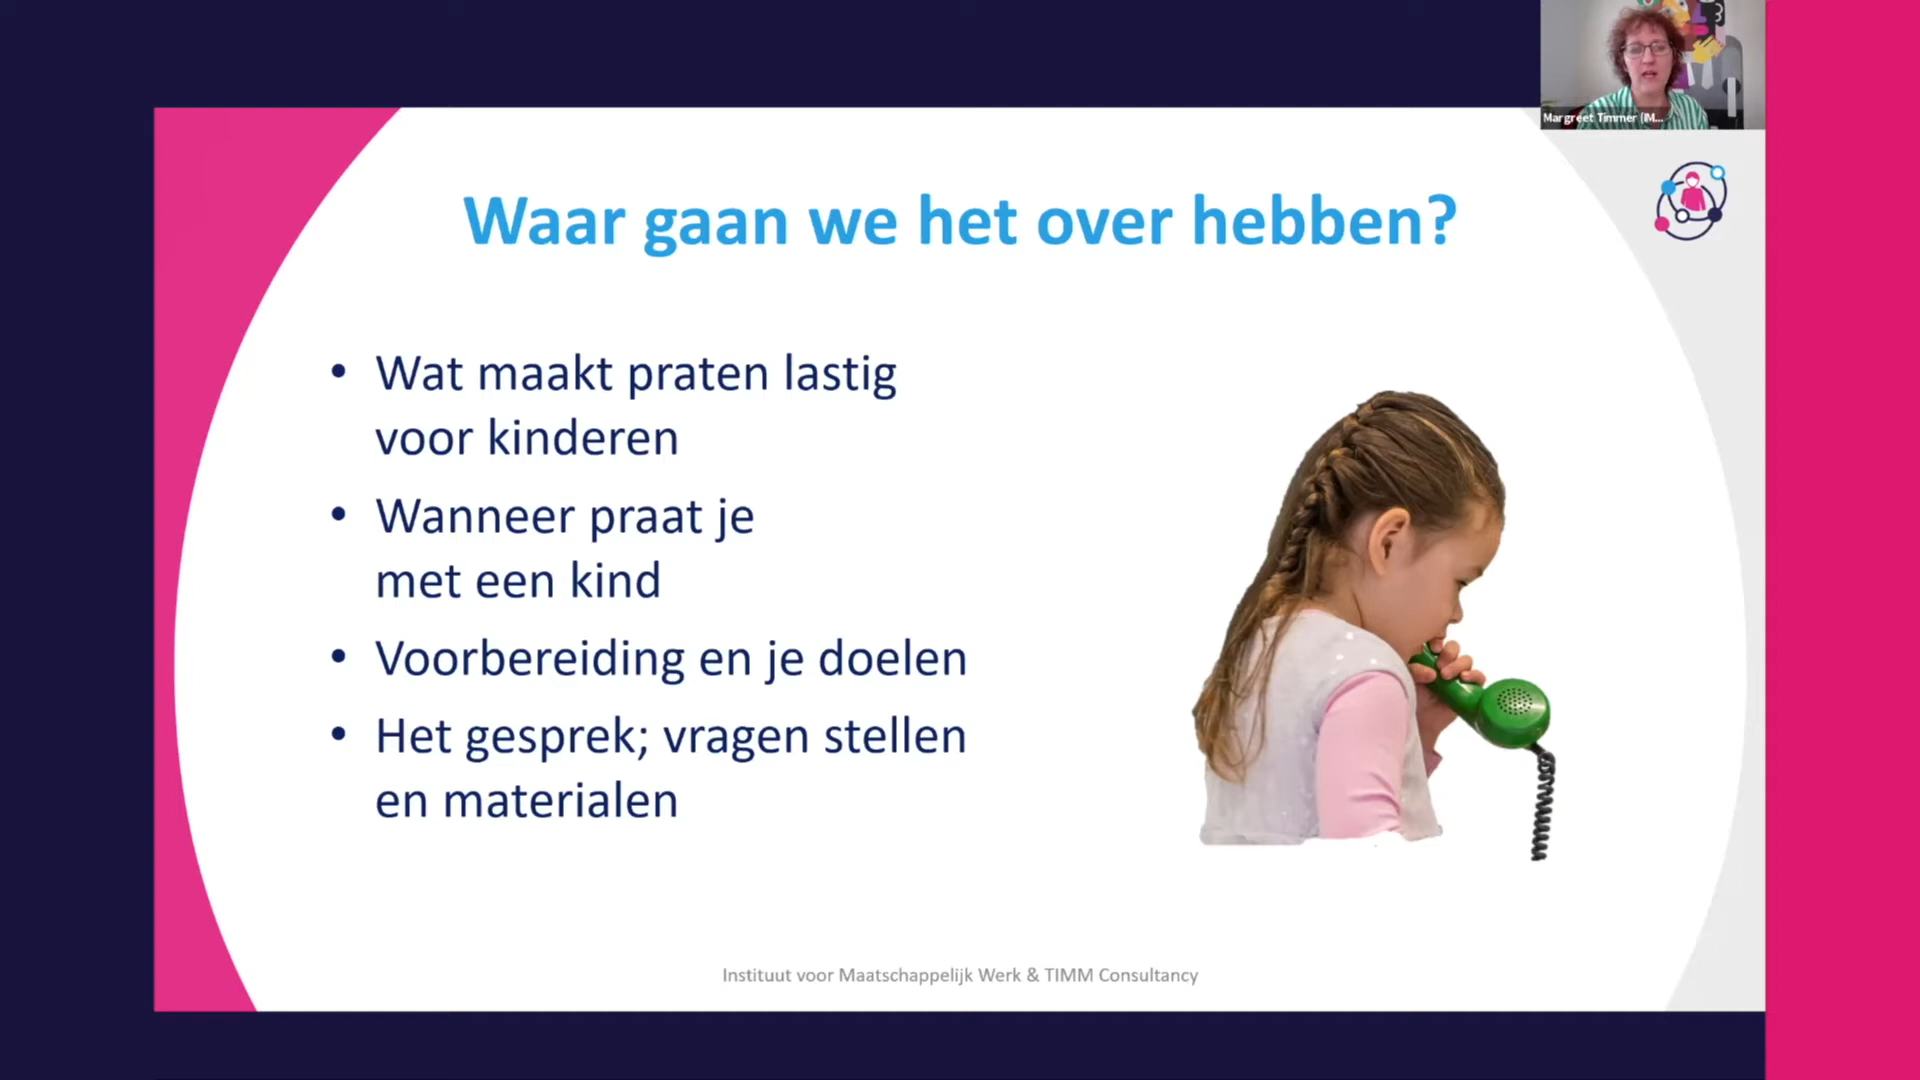 Margreet Timmer (IM...
Waar gaan we het over hebben?
• Wat maakt praten lastig
voor kinderen
• Wanneer praat je
met een kind
• Voorbereiding en je doelen
• Het gesprek; vragen stellen
en materialen
Instituut voor Maatschappelijk Werk & TIMM Consultancy